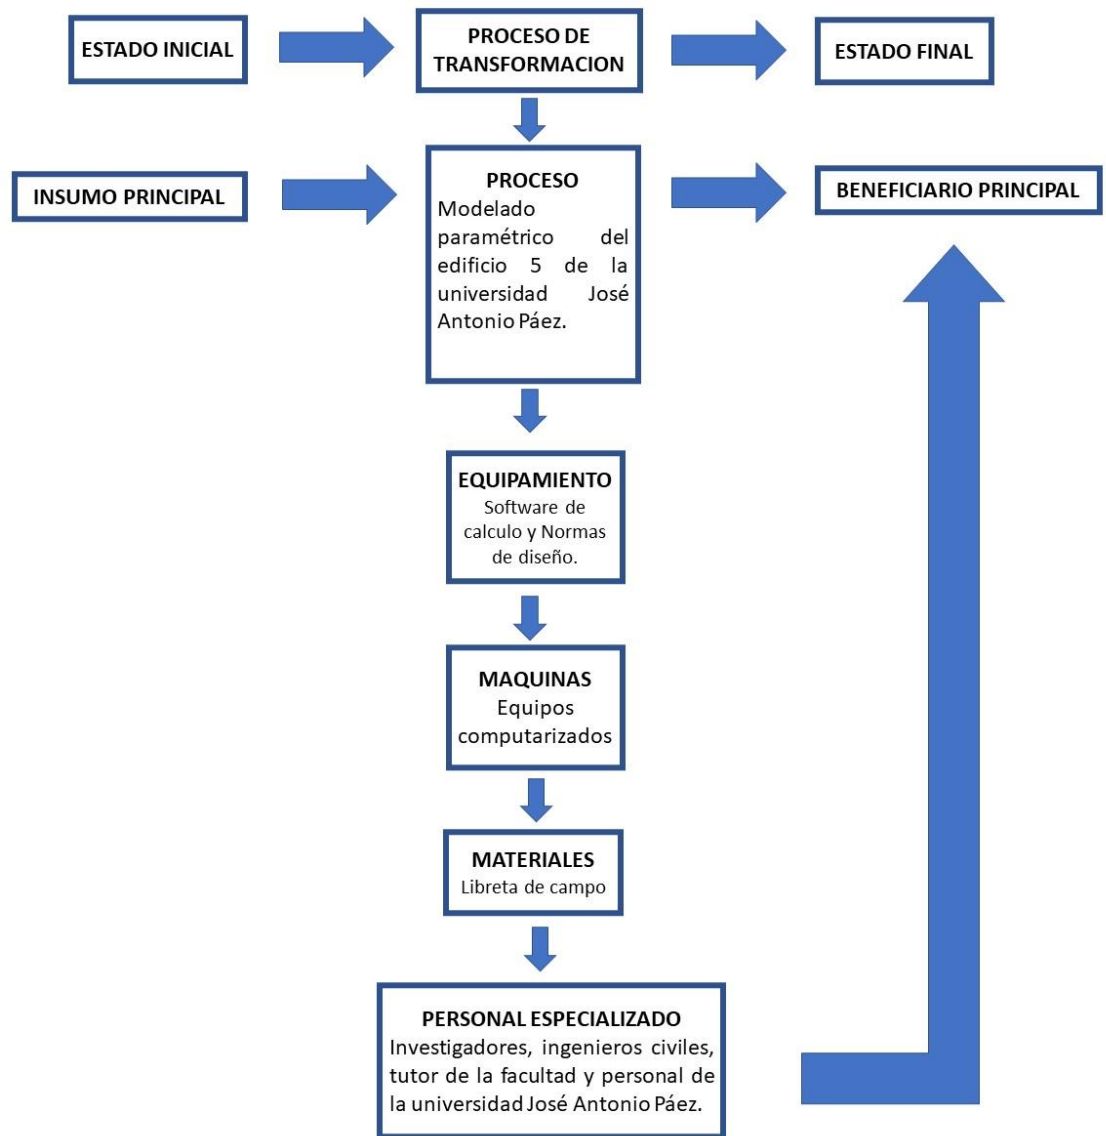 ESTADO INICIAL
PROCESO DE
TRANSFORMACION
ESTADO FINAL
INSUMO PRINCIPAL
PROCESO
Modelado
paramétrico del
edificio 5 de la
universidad José
Antonio Páez.
BENEFICIARIO PRINCIPAL
EQUIPAMIENTO
Software de
calculo y Normas
de diseño.
MAQUINAS
Equipos
computarizados
MATERIALES
Libreta de campo
PERSONAL ESPECIALIZADO
Investigadores, ingenieros civiles,
tutor de la facultad y personal de
la universidad José Antonio Páez.